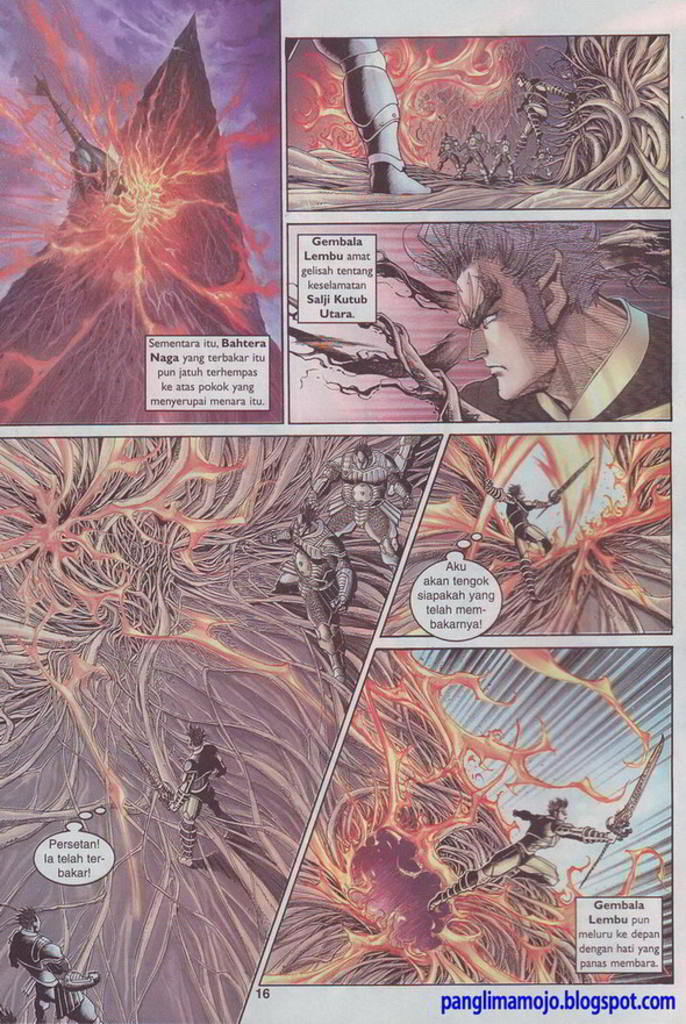 Sementara itu, Bahtera
Naga yang terbakar itu
pun jatuh terhempas
ke atas pokok yang
menyerupai menara itu.
Gembala
Lembu amat
gelisah tentang
keselamatan
Salji Kutub
Utara.
Persetan!
Ia telah ter-
bakar!
Aku
akan tengok
siapakah yang
telah mem-
bakarnya!
Gembala
Lembu pun
meluru ke depan
dengan hati yang
panas membara.
16
panglimamojo.blogspot.com